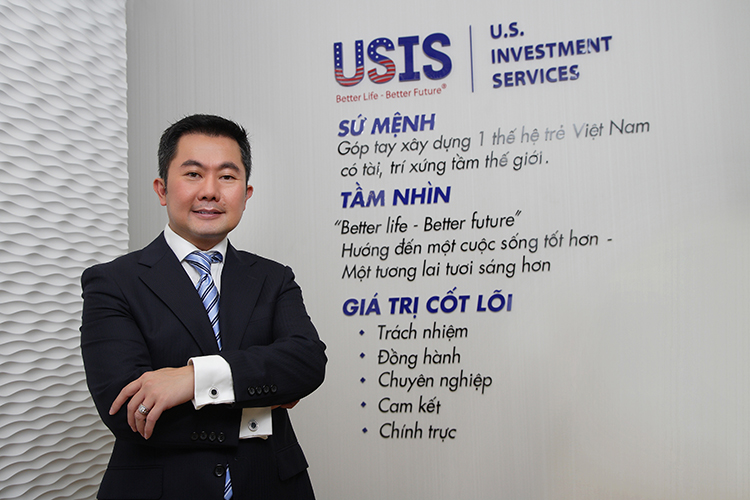 USIS
Better Life - Better Future®
U.S.
INVESTMENT
SERVICES
SỨ MỆNH
Góp tay xây dựng 1 thế hệ trẻ Việt Nam
có tài, trí xứng tầm thế giới.
TẦM NHÌN
“Better life - Better future”
Hướng đến một cuộc sống tốt hơn -
Một tương lai tươi sáng hơn
GIÁ TRỊ CỐT LÕI
• Trách nhiệm
• Đồng hành
• Chuyên nghiệp
• Cam kết
• Chính trực